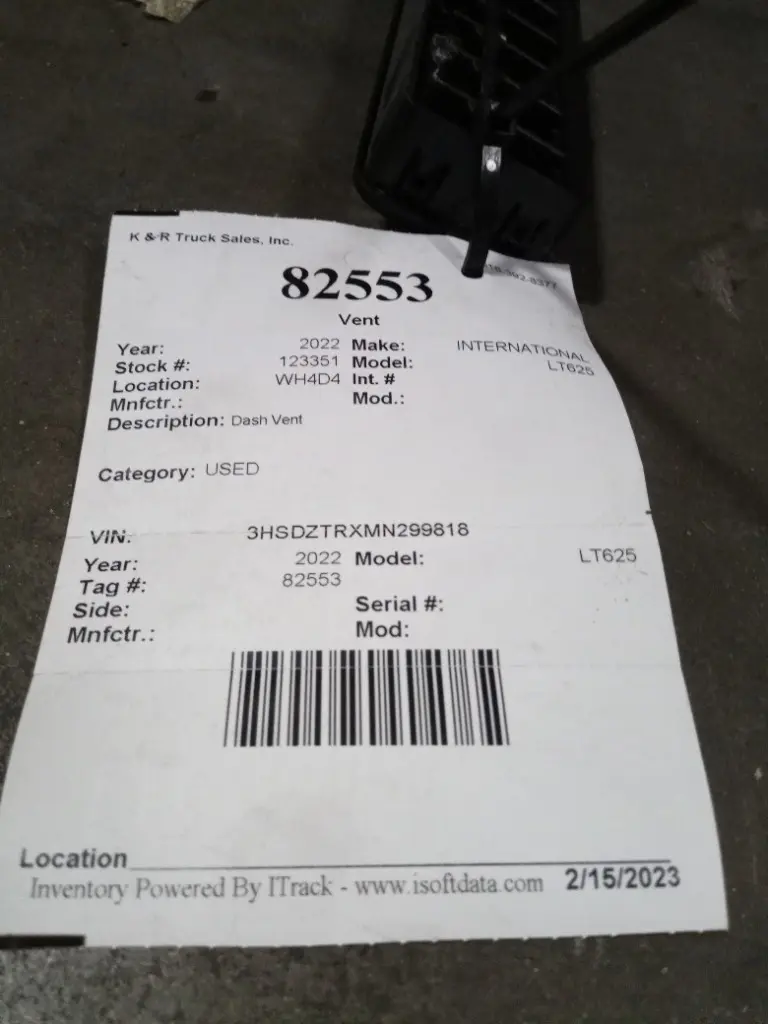 K & R Truck Sales, Inc.
82553
Vent
Year: 2022 Make: INTERNATIONAL
Stock #: 123351 Model: LT625
Location: WH4D4 Int. #
Mnfctr.: Mod.:
Description: Dash Vent
Category: USED
VIN: 3HSDZTRXMN299818
Year: 2022 Model: LT625
Tag #: 82553
Side: Serial #:
Mnfctr.: Mod:
Location
Inventory Powered By ITrack - www.isoftdata.com 2/15/2023